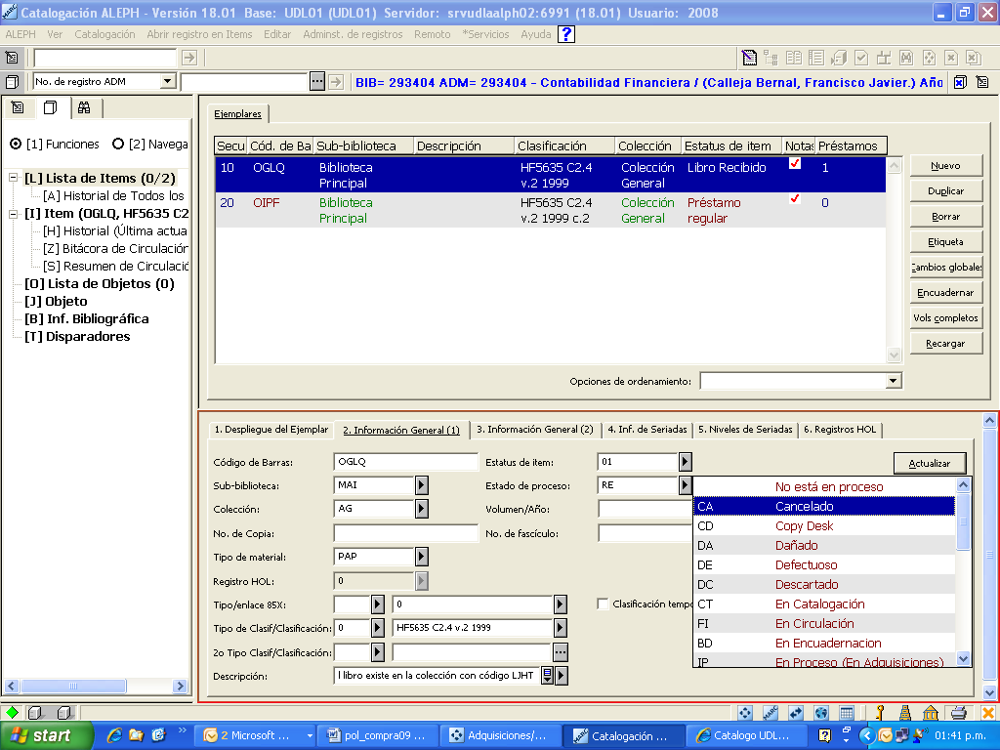 Catalogación ALEPH - Versión 18.01 Base: UDL01 (UDL01) Servidor: srvudlaalph02:6991 (18.01) Usuario: 2008
ALEPH Ver Catalogación Abrir registro en Items Editar Administ. de registros Remoto *Servicios Ayuda ?
No. de registro ADM ... BIB= 293404 ADM= 293404 - Contabilidad Financiera / (Calleja Bernal, Francisco Javier.) Año
[1] Funciones [2] Navega
[L] Lista de Items (0/2)
[A] Historial de Todos los
[I] Item (OGLQ, HF5635 C2
[H] Historial (Última actua
[Z] Bitácora de Circulación
[S] Resumen de Circulació
[O] Lista de Objetos (0)
[J] Objeto
[B] Inf. Bibliográfica
[T] Disparadores
Ejemplares
Secu Cód. de Ba Sub-biblioteca Descripción Clasificación Colección Estatus de item Notas Préstamos
10 OGLQ Biblioteca HF5635 C2.4 Colección Libro Recibido 1
Principal v.2 1999 General
20 OIPF Biblioteca HF5635 C2.4 Colección Préstamo 0
Principal v.2 1999 c.2 General regular
Nuevo
Duplicar
Borrar
Etiqueta
Cambios globales
Encuadernar
Vols completos
Recargar
Opciones de ordenamiento:
1. Despliegue del Ejemplar 2. Información General (1) 3. Información General (2) 4. Inf. de Seriadas 5. Niveles de Seriadas 6. Registros HOL
Código de Barras: OGLQ Estatus de item: 01 Actualizar
Sub-biblioteca: MAI Estado de proceso: RE
Colección: AG Volumen/Año:
No. de Copia: No. de fascículo:
Tipo de material: PAP
Registro HOL: 0
Tipo/enlace 85X: 0 Clasificación tempo
Tipo de Clasif/Clasificación: 0 HF5635 C2.4 v.2 1999
2o Tipo Clasif/Clasificación: ...
Descripción: l libro existe en la colección con código LJHT
No está en proceso
CA Cancelado
CD Copy Desk
DA Dañado
DE Defectuoso
DC Descartado
CT En Catalogación
FI En Circulación
BD En Encuadernacion
IP En Proceso (En Adquisiciones)
start 2 Microsoft ... pol_compra09 ... Adquisiciones/... Catalogación ... Catalogo UDL... ? 01:41 p.m.